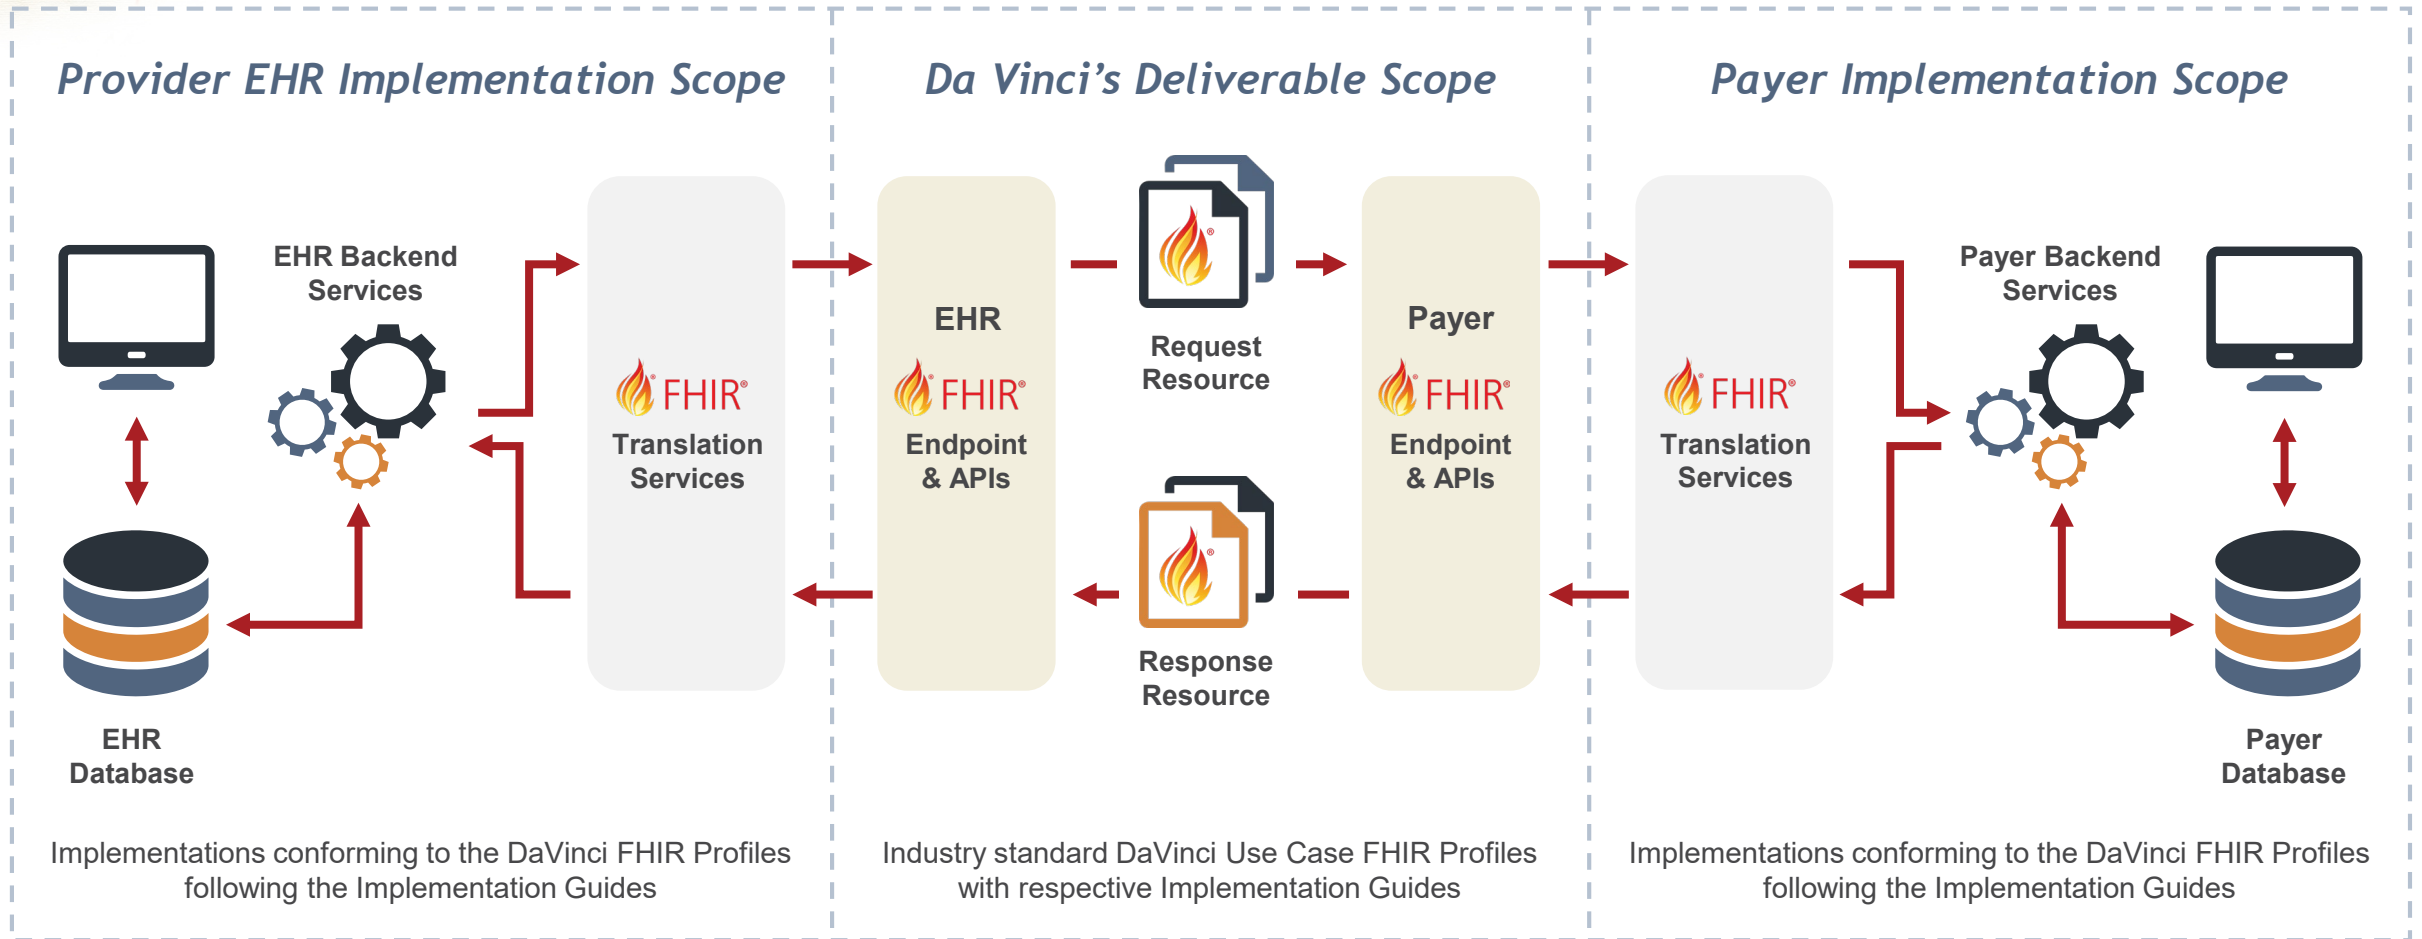 Provider EHR Implementation Scope
EHR Backend
Services
FHIR®
Translation
Services
EHR
Database
Implementations conforming to the DaVinci FHIR Profiles
following the Implementation Guides
Da Vinci’s Deliverable Scope
EHR
FHIR®
Endpoint
& APIs
Request
Resource
Response
Resource
Payer
FHIR®
Endpoint
& APIs
Industry standard DaVinci Use Case FHIR Profiles
with respective Implementation Guides
Payer Implementation Scope
FHIR®
Translation
Services
Payer Backend
Services
Payer
Database
Implementations conforming to the DaVinci FHIR Profiles
following the Implementation Guides